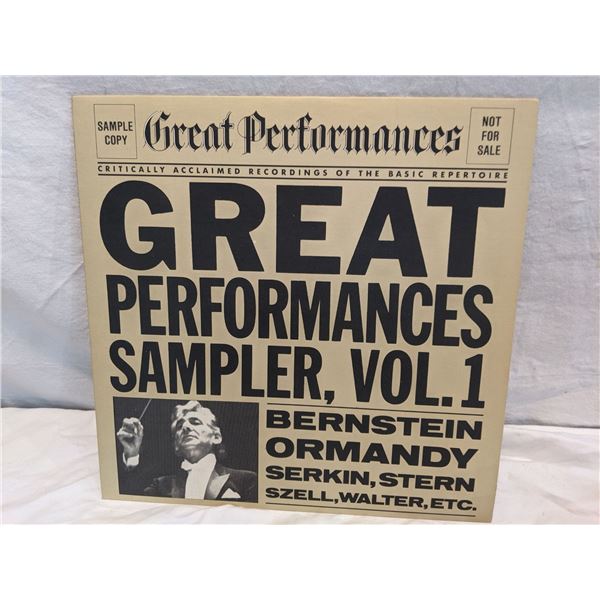 SAMPLE
COPY
Great Performances
NOT
FOR
SALE
CRITICALLY ACCLAIMED RECORDINGS OF THE BASIC REPERTOIRE
GREAT
PERFORMANCES
SAMPLER, VOL.1
BERNSTEIN
ORMANDY
SERKIN, STERN
SZELL, WALTER, ETC.